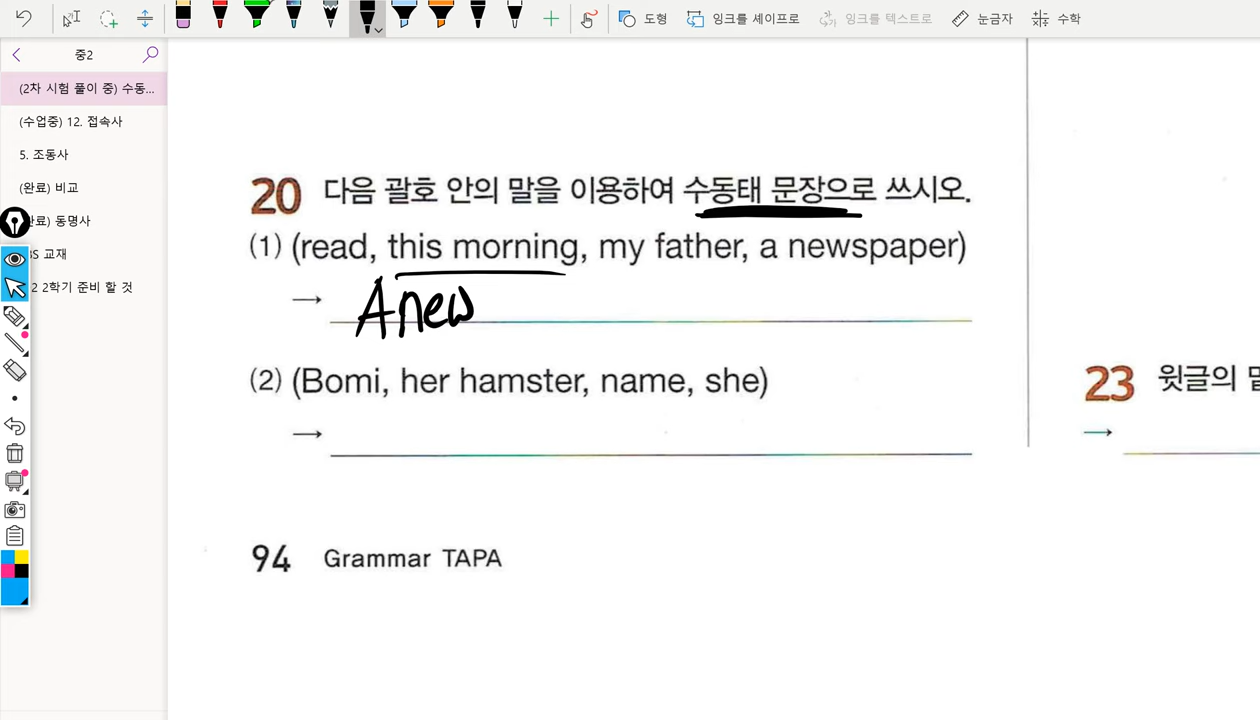 도형
잉크를 셰이프로
잉크를 텍스트로
눈금자
수학
중2
(2차 시험 풀이 중) 수동...
(수업중) 12. 접속사
5. 조동사
(완료) 비교
료) 동명사
교재
2 2학기 준비 할 것
20 다음 괄호 안의 말을 이용하여 수동태 문장으로 쓰시오.
(1) (read, this morning, my father, a newspaper)
→ A new
(2) (Bomi, her hamster, name, she)
→
94 Grammar TAPA
23 윗글의
→